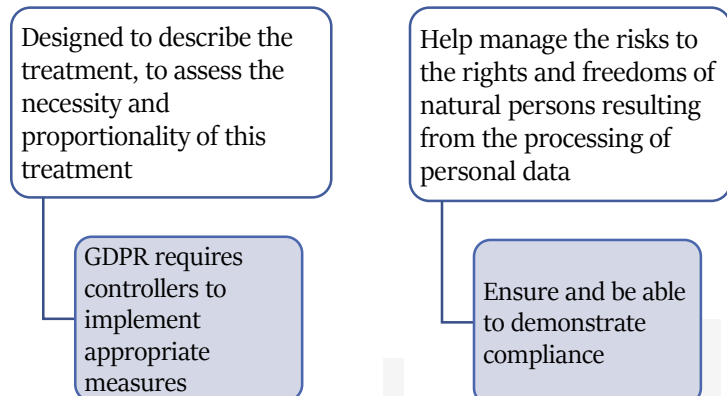 Designed to describe the
treatment, to assess the
necessity and
proportionality of this
treatment
GDPR requires
controllers to
implement
appropriate
measures
Help manage the risks to
the rights and freedoms of
natural persons resulting
from the processing of
personal data
Ensure and be able
to demonstrate
compliance